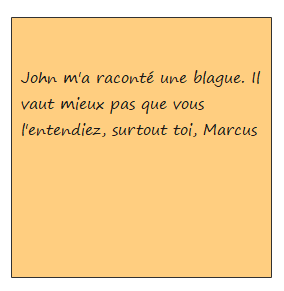 John m'a raconté une blague. Il
vaut mieux pas que vous
l'entendiez, surtout toi, Marcus